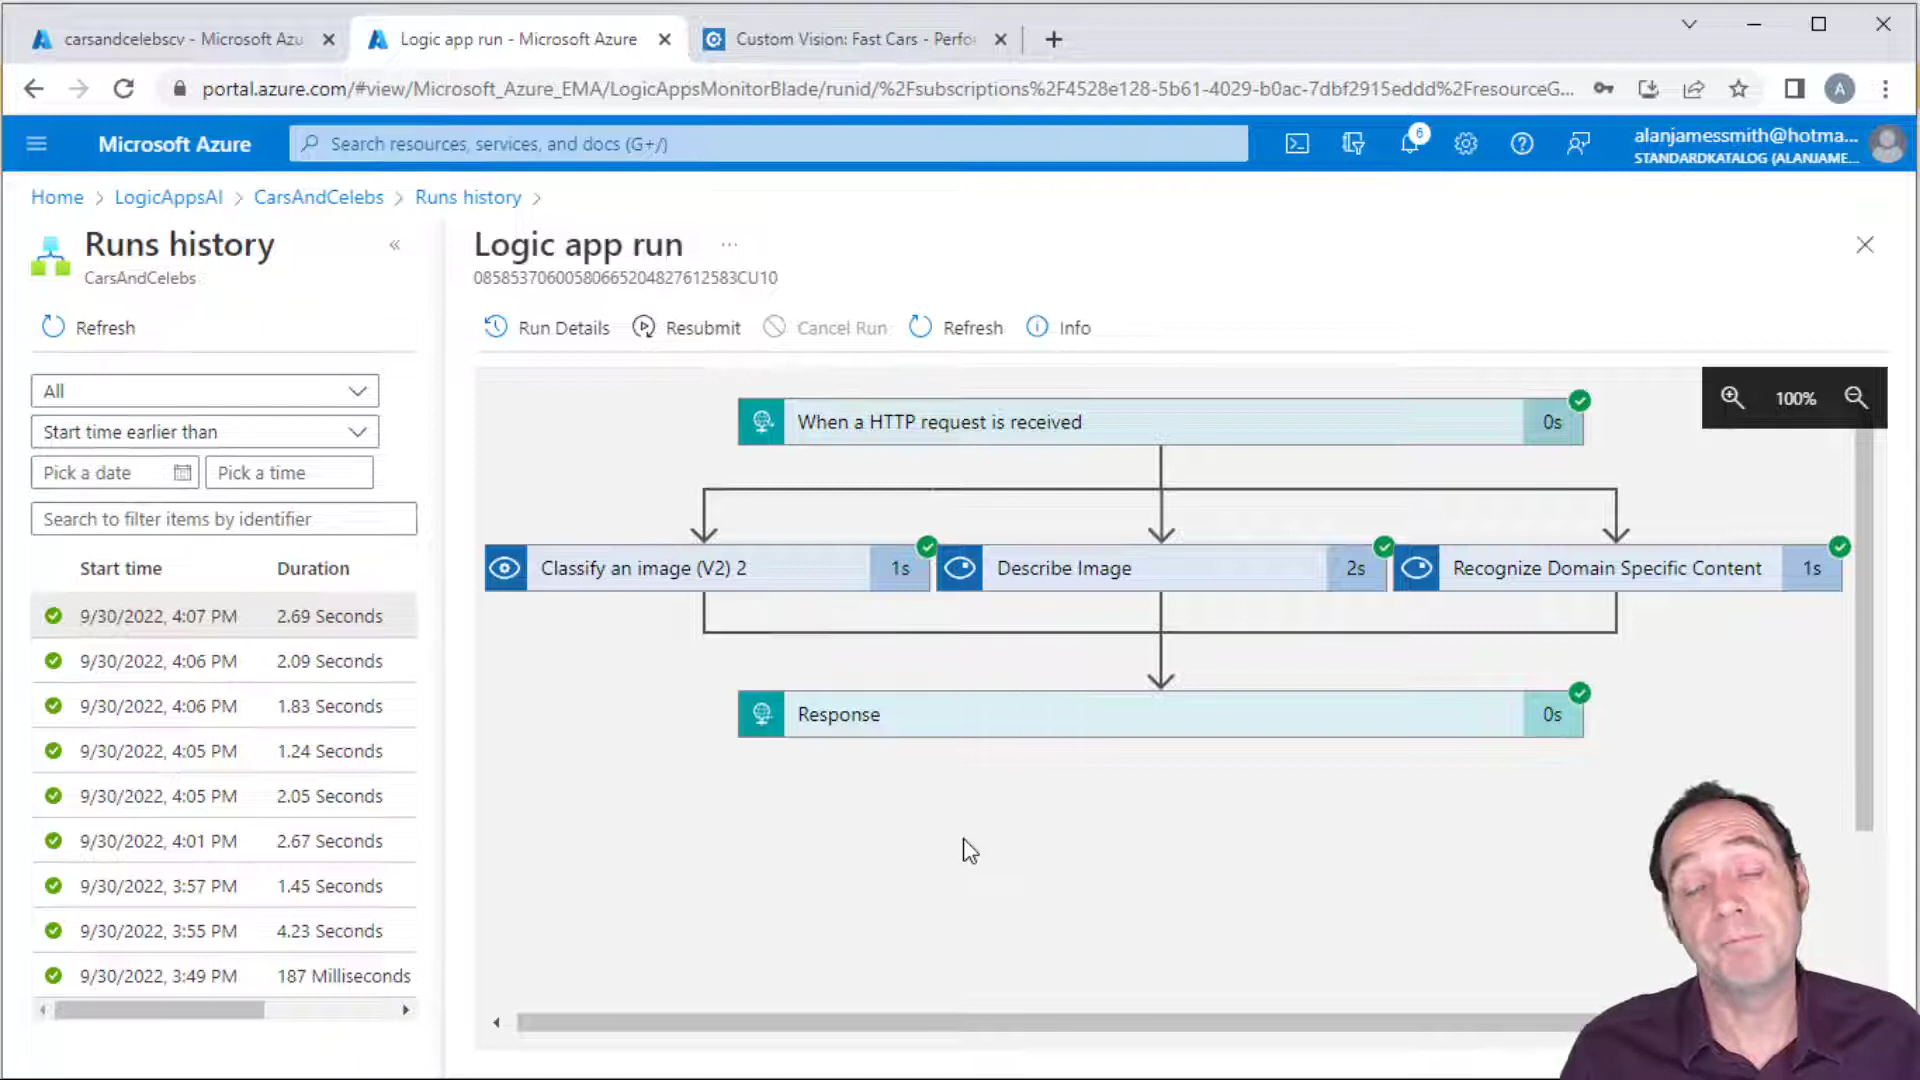 carsandcelebscv - Microsoft Azu
Logic app run - Microsoft Azure
Custom Vision: Fast Cars - Perfo
portal.azure.com/#view/Microsoft_Azure_EMA/LogicAppsMonitorBlade/runid/%2Fsubscriptions%2F4528e128-5b61-4029-b0ac-7dbf2915eddd%2FresourceG...
A
Microsoft Azure
Search resources, services, and docs (G+/)
6
alanjamessmith@hotma...
STANDARDKATALOG (ALANJAME...
Home > LogicAppsAI > CarsAndCelebs > Runs history >
Runs history
CarsAndCelebs
Refresh
All
Start time earlier than
Pick a date
Pick a time
Search to filter items by identifier
Start time Duration
9/30/2022, 4:07 PM 2.69 Seconds
9/30/2022, 4:06 PM 2.09 Seconds
9/30/2022, 4:06 PM 1.83 Seconds
9/30/2022, 4:05 PM 1.24 Seconds
9/30/2022, 4:05 PM 2.05 Seconds
9/30/2022, 4:01 PM 2.67 Seconds
9/30/2022, 3:57 PM 1.45 Seconds
9/30/2022, 3:55 PM 4.23 Seconds
9/30/2022, 3:49 PM 187 Milliseconds
Logic app run ...
08585370600580665204827612583CU10
Run Details
Resubmit
Cancel Run
Refresh
Info
100%
When a HTTP request is received 0s
Classify an image (V2) 2 1s
Describe Image 2s
Recognize Domain Specific Content 1s
Response 0s